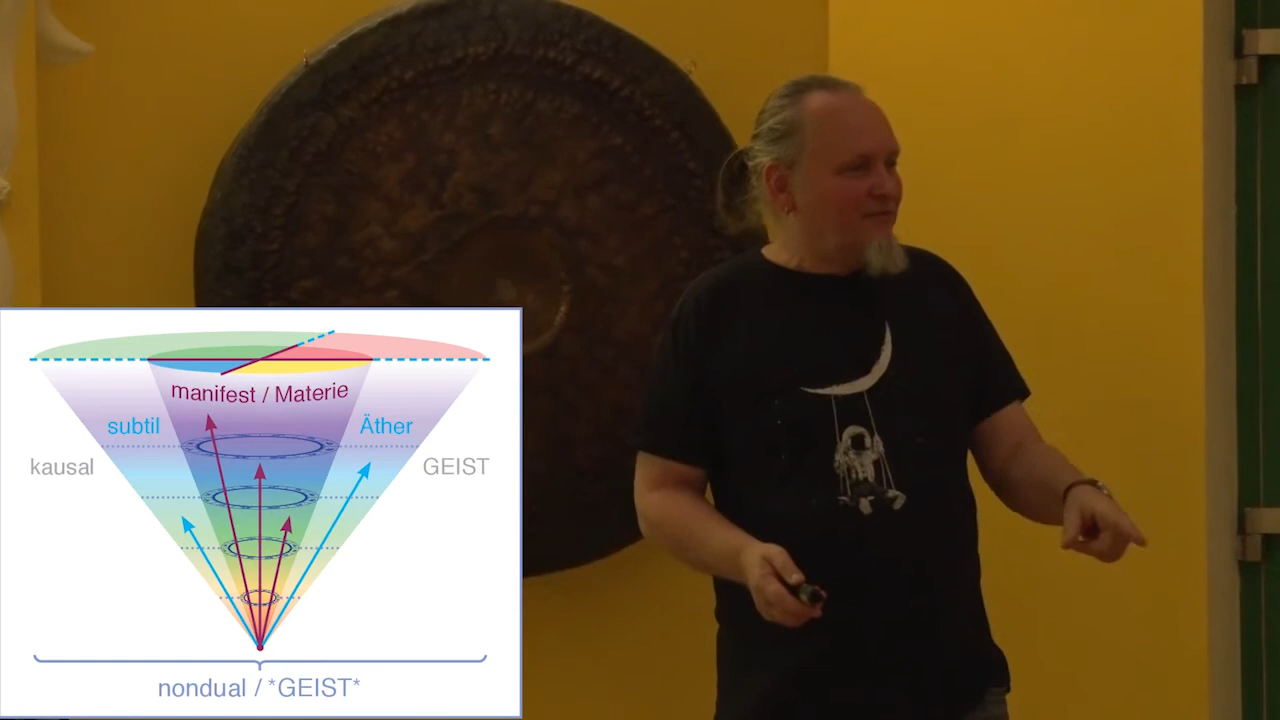 manifest / Materie
subtil
Äther
kausal
GEIST
nondual / *GEIST*